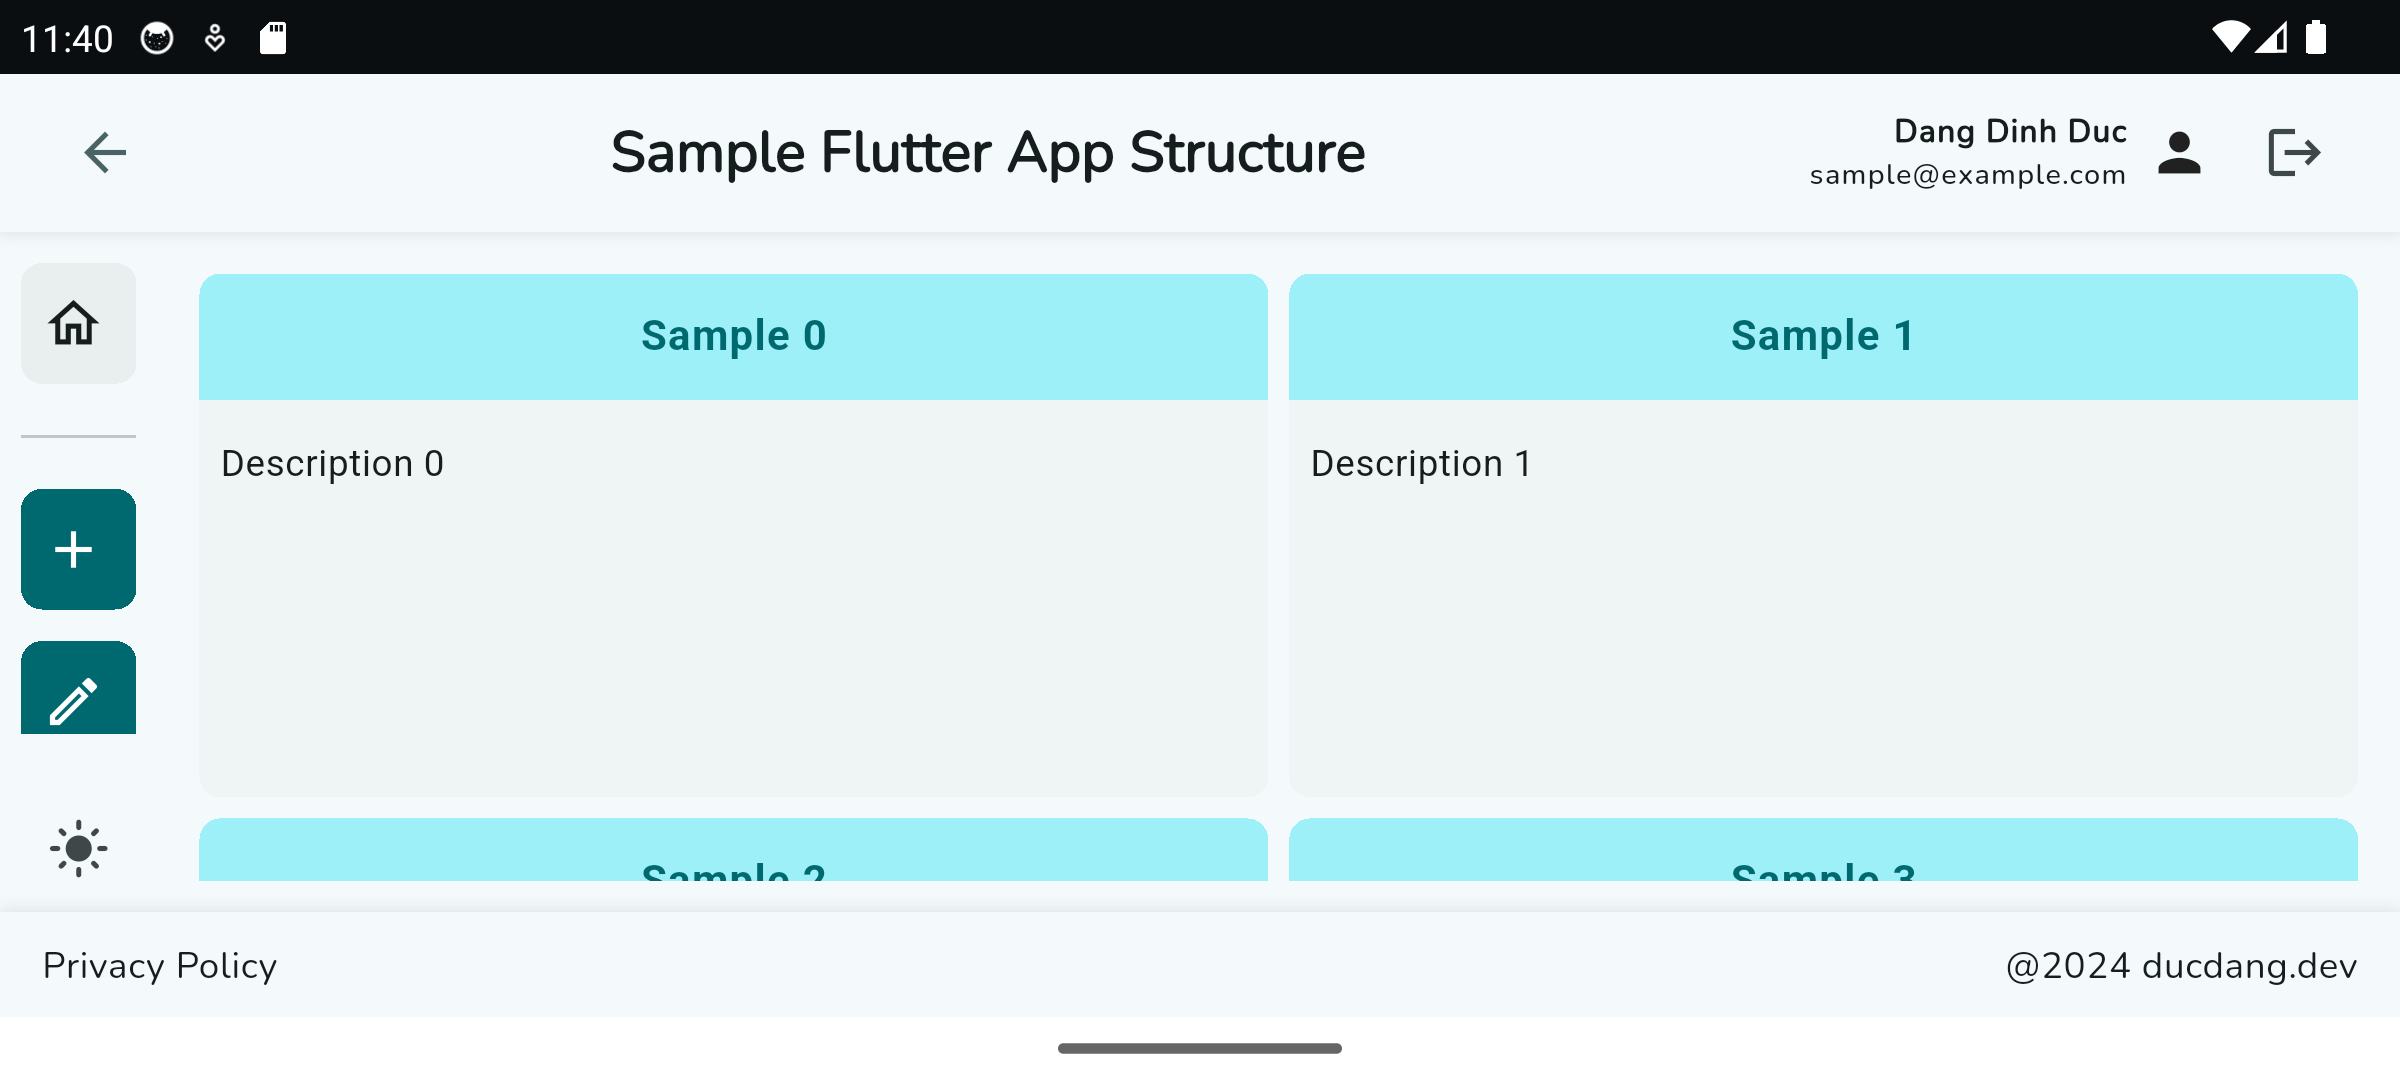 11:40
Sample Flutter App Structure
Dang Dinh Duc
sample@example.com
Sample 0
Sample 1
Description 0
Description 1
Sample 2
Sample 3
Privacy Policy
@2024 ducdang.dev